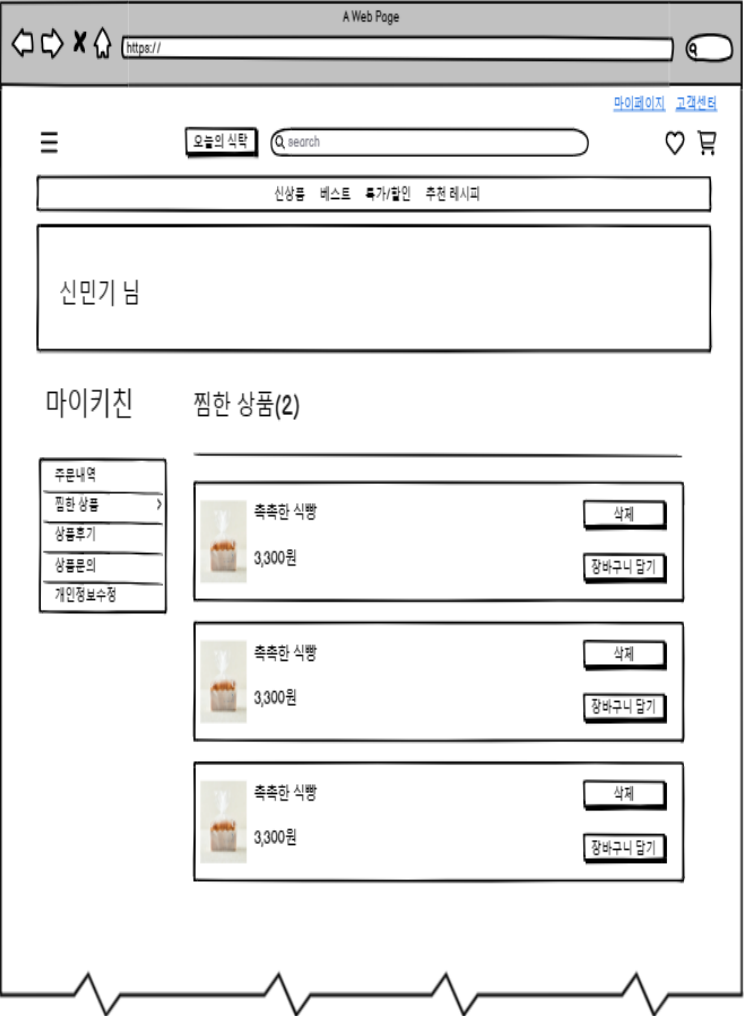 A Web Page
https://
마이페이지 고객센터
오늘의 식탁 search
신상품 베스트 특가/할인 추천 레시피
신민기 님
마이키친
찜한 상품(2)
주문내역
찜한 상품
상품후기
상품문의
개인정보수정
촉촉한 식빵
삭제
3,300원
장바구니 담기
촉촉한 식빵
삭제
3,300원
장바구니 담기
촉촉한 식빵
삭제
3,300원
장바구니 담기